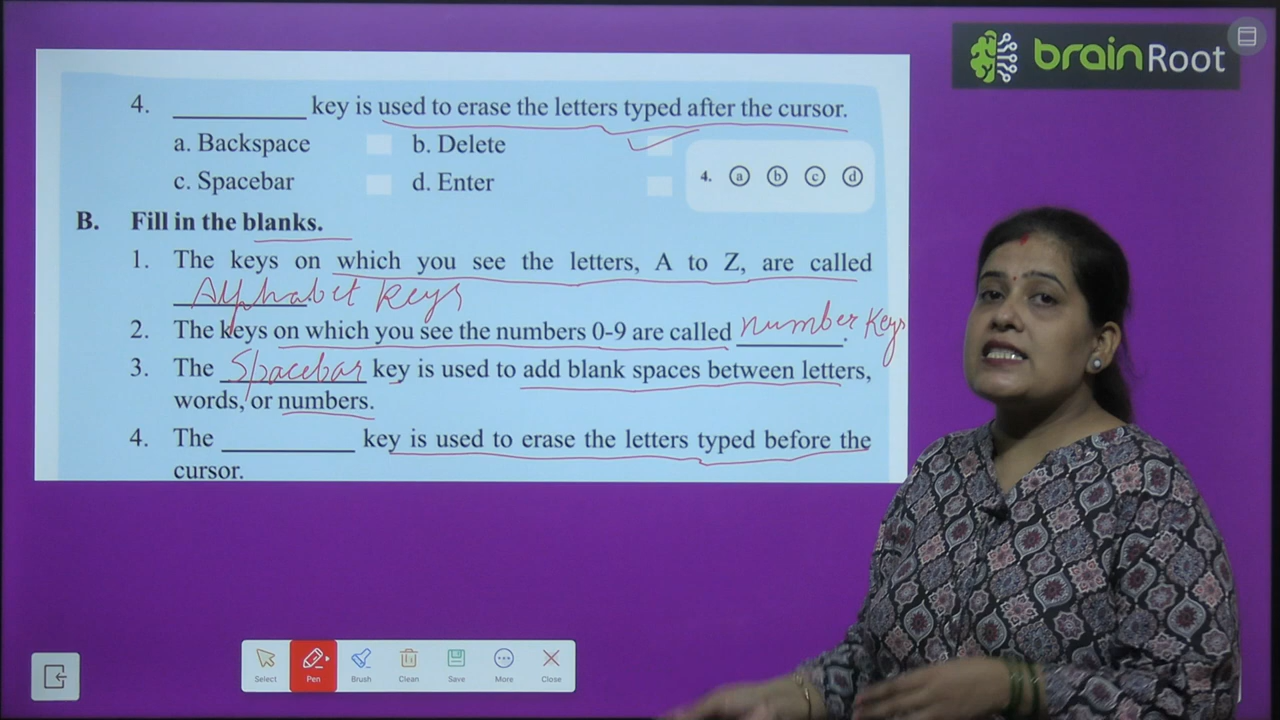 brainRoot
4. ____________ key is used to erase the letters typed after the cursor.
a. Backspace b. Delete
c. Spacebar d. Enter
4. a b c d
B. Fill in the blanks.
1. The keys on which you see the letters, A to Z, are called
Alphabet Keys
2. The keys on which you see the numbers 0-9 are called number Keys.
3. The Spacebar key is used to add blank spaces between letters,
words, or numbers.
4. The ____________ key is used to erase the letters typed before the
cursor.
Select Pen Brush Clean Save More Close